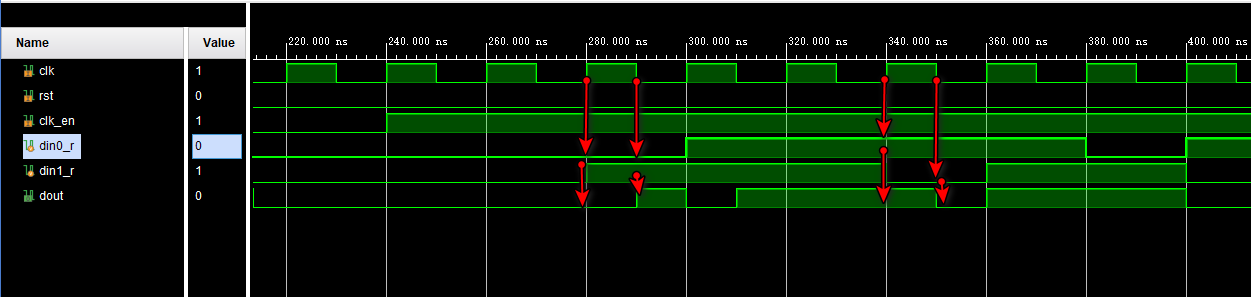 Name Value
220.000 ns 240.000 ns 260.000 ns 280.000 ns 300.000 ns 320.000 ns 340.000 ns 360.000 ns 380.000 ns 400.000 ns
clk 1
rst 0
clk_en 1
din0_r 0
din1_r 1
dout 0